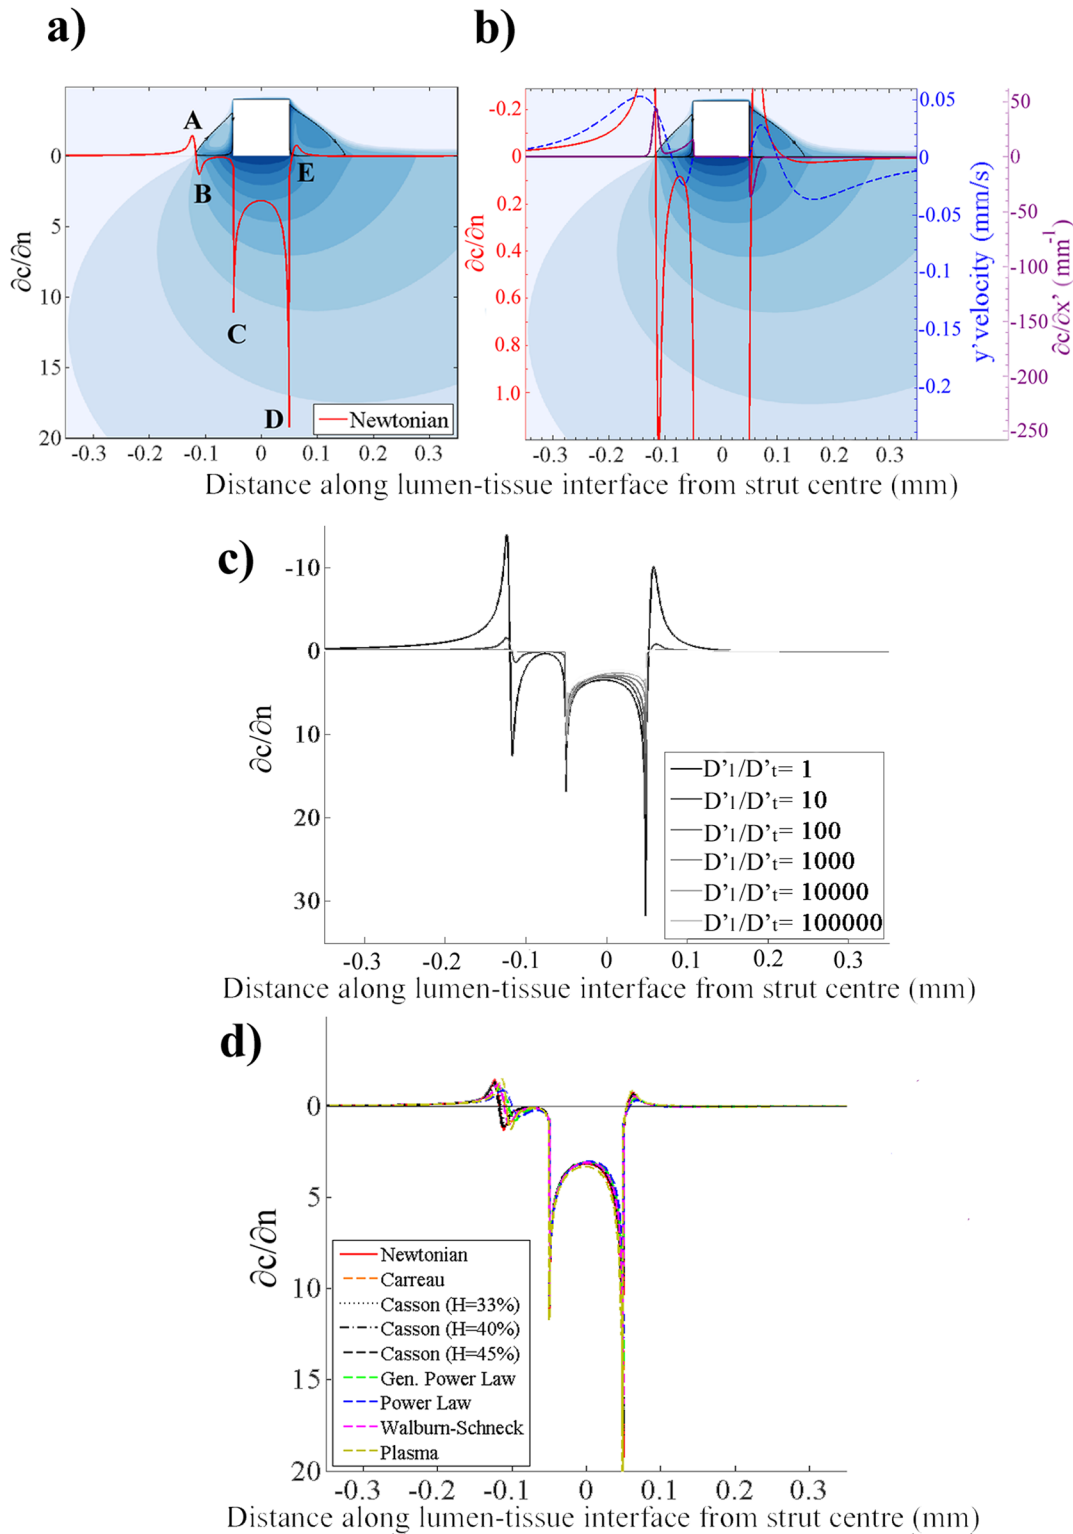 a)
A
B
C
D
E
0
5
10
15
20
∂c/∂n
Newtonian
-0.3 -0.2 -0.1 0 0.1 0.2 0.3
b)
-0.2
0
0.2
0.4
0.6
0.8
1.0
∂c/∂n
0.05
0
-0.05
-0.1
-0.15
-0.2
y' velocity (mm/s)
50
0
-50
-100
-150
-200
-250
∂c/∂x' (mm⁻¹)
-0.3 -0.2 -0.1 0 0.1 0.2 0.3
Distance along lumen-tissue interface from strut centre (mm)
c)
-10
0
10
20
30
∂c/∂n
D'l/D't= 1
D'l/D't= 10
D'l/D't= 100
D'l/D't= 1000
D'l/D't= 10000
D'l/D't= 100000
-0.3 -0.2 -0.1 0 0.1 0.2 0.3
Distance along lumen-tissue interface from strut centre (mm)
d)
0
5
10
15
20
∂c/∂n
Newtonian
Carreau
Casson (H=33%)
Casson (H=40%)
Casson (H=45%)
Gen. Power Law
Power Law
Walburn-Schneck
Plasma
-0.3 -0.2 -0.1 0 0.1 0.2 0.3
Distance along lumen-tissue interface from strut centre (mm)